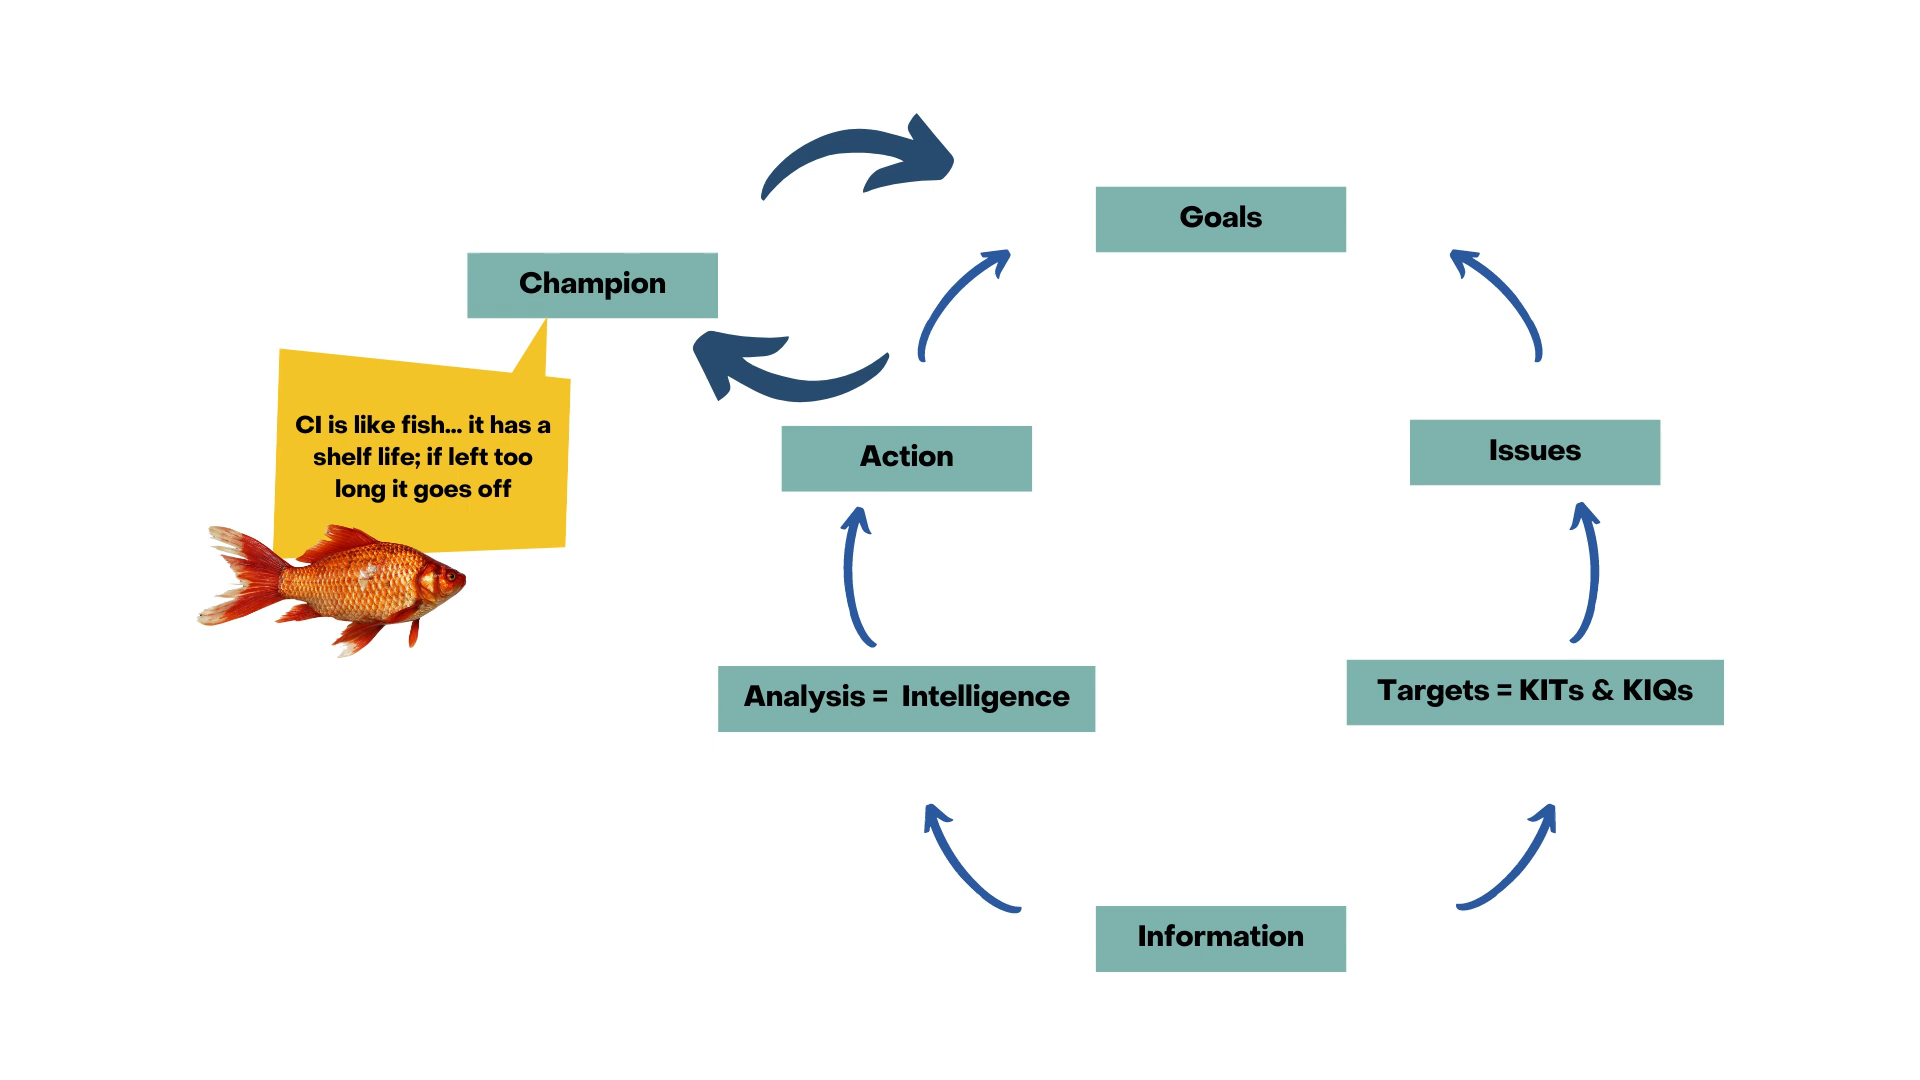 Goals
Champion
CI is like fish... it has a
shelf life; if left too
long it goes off
Action
Issues
Analysis = Intelligence
Targets = KITs & KIQs
Information